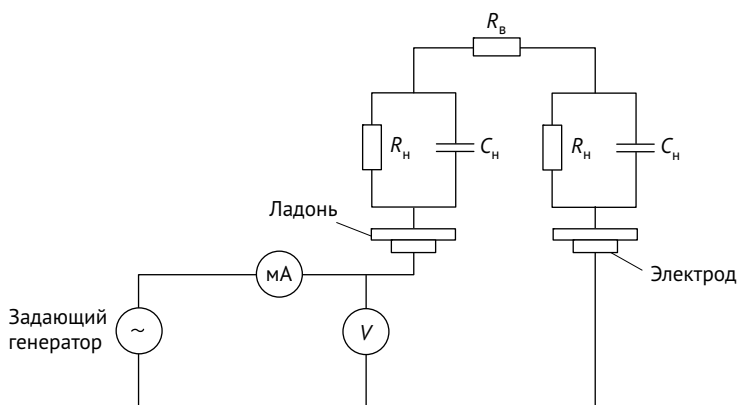 Rв
Rн
Cн
Rн
Cн
Ладонь
мА
Электрод
Задающий
генератор
~
V